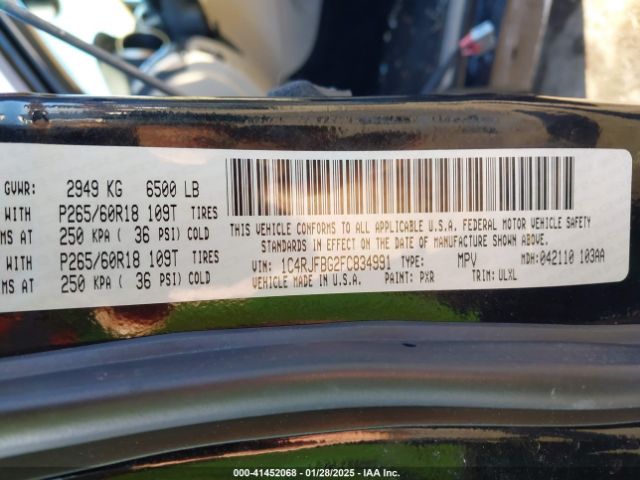 GVWR: 2949 KG 6500 LB
WITH P265/60R18 109T TIRES
MS AT 250 KPA ( 36 PSI) COLD
WITH P265/60R18 109T TIRES
MS AT 250 KPA ( 36 PSI) COLD
THIS VEHICLE CONFORMS TO ALL APPLICABLE U.S.A. FEDERAL MOTOR VEHICLE SAFETY
STANDARDS IN EFFECT ON THE DATE OF MANUFACTURE SHOWN ABOVE.
VIN: 1C4RJFBG2FC834991 TYPE: MPV MDH: 042110 103AA
VEHICLE MADE IN U.S.A. PAINT: PXR TRIM: ULXL
000-41452068 - 01/28/2025 - IAA Inc.